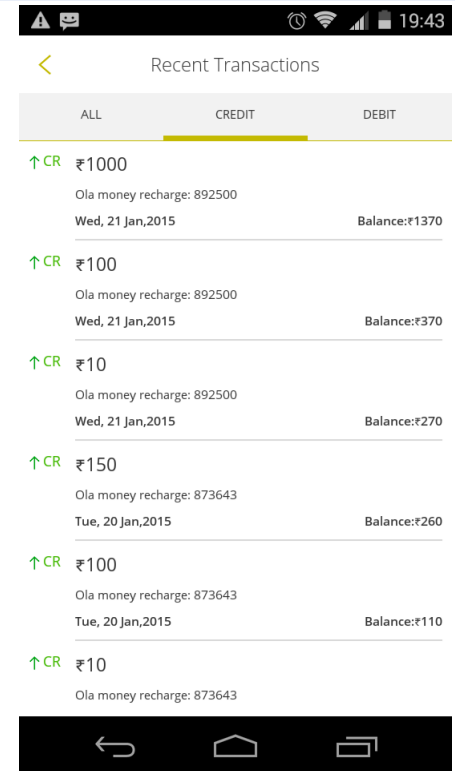 19:43
Recent Transactions
ALL CREDIT DEBIT
↑ CR ₹1000
Ola money recharge: 892500
Wed, 21 Jan,2015 Balance:₹1370
↑ CR ₹100
Ola money recharge: 892500
Wed, 21 Jan,2015 Balance:₹370
↑ CR ₹10
Ola money recharge: 892500
Wed, 21 Jan,2015 Balance:₹270
↑ CR ₹150
Ola money recharge: 873643
Tue, 20 Jan,2015 Balance:₹260
↑ CR ₹100
Ola money recharge: 873643
Tue, 20 Jan,2015 Balance:₹110
↑ CR ₹10
Ola money recharge: 873643